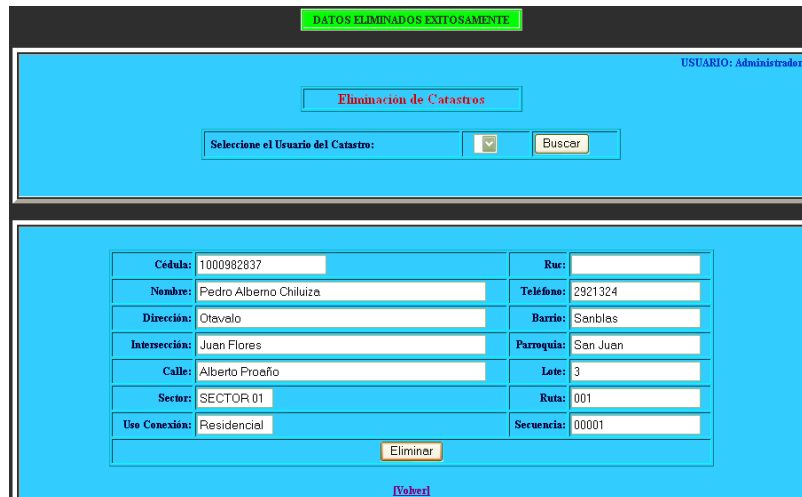 DATOS ELIMINADOS EXITOSAMENTE
USUARIO: Administrador
Eliminación de Catastros
Seleccione el Usuario del Catastro: Buscar
Cédula: 1000982837 Ruc:
Nombre: Pedro Alberno Chiluiza Teléfono: 2921324
Dirección: Otavalo Barrio: Sanblas
Intersección: Juan Flores Parroquia: San Juan
Calle: Alberto Proaño Lote: 3
Sector: SECTOR 01 Ruta: 001
Uso Conexión: Residencial Secuencia: 00001
Eliminar
[Volver]